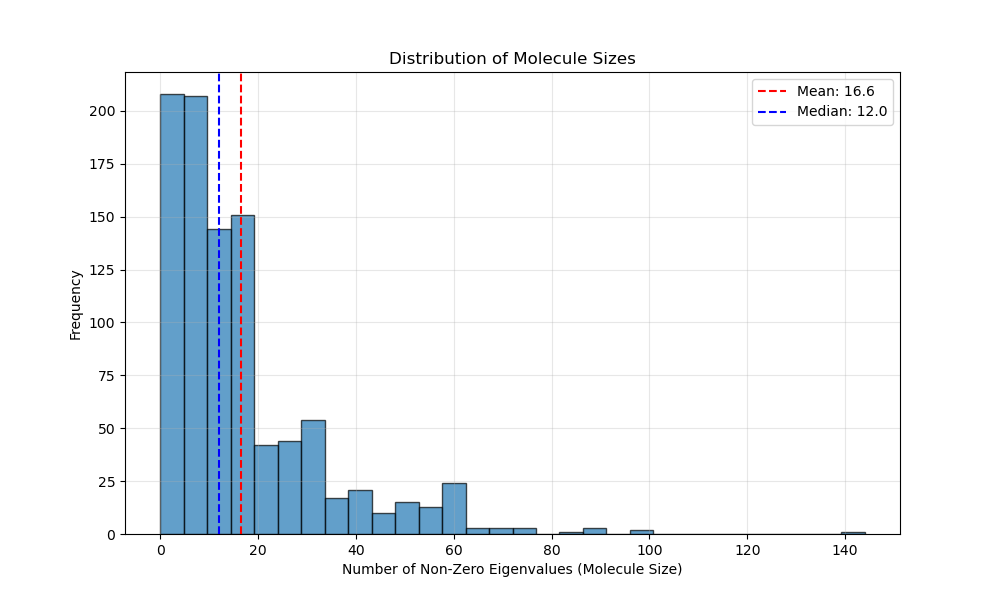 Distribution of Molecule Sizes
Mean: 16.6
Median: 12.0
Frequency
200
175
150
125
100
75
50
25
0
0 20 40 60 80 100 120 140
Number of Non-Zero Eigenvalues (Molecule Size)